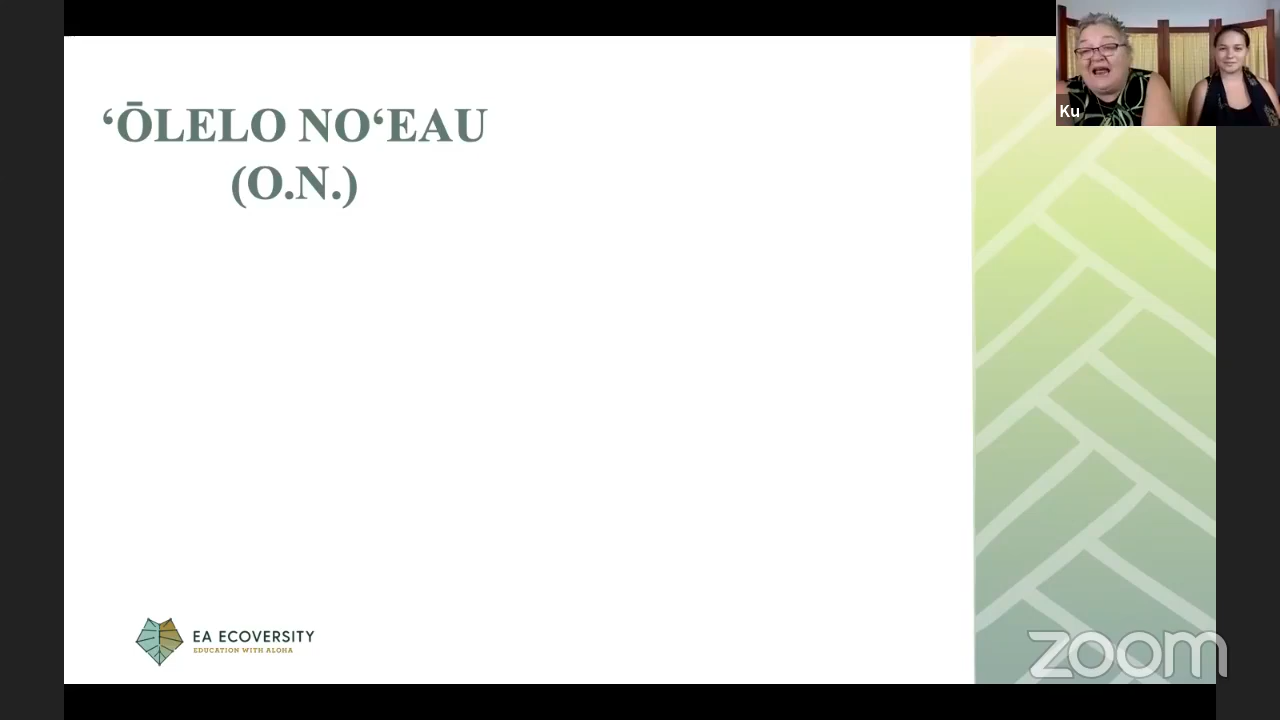 ʻŌLELO NOʻEAU
(O.N.)
Ku
EA ECOVERSITY
EDUCATION WITH ALOHA
zoom